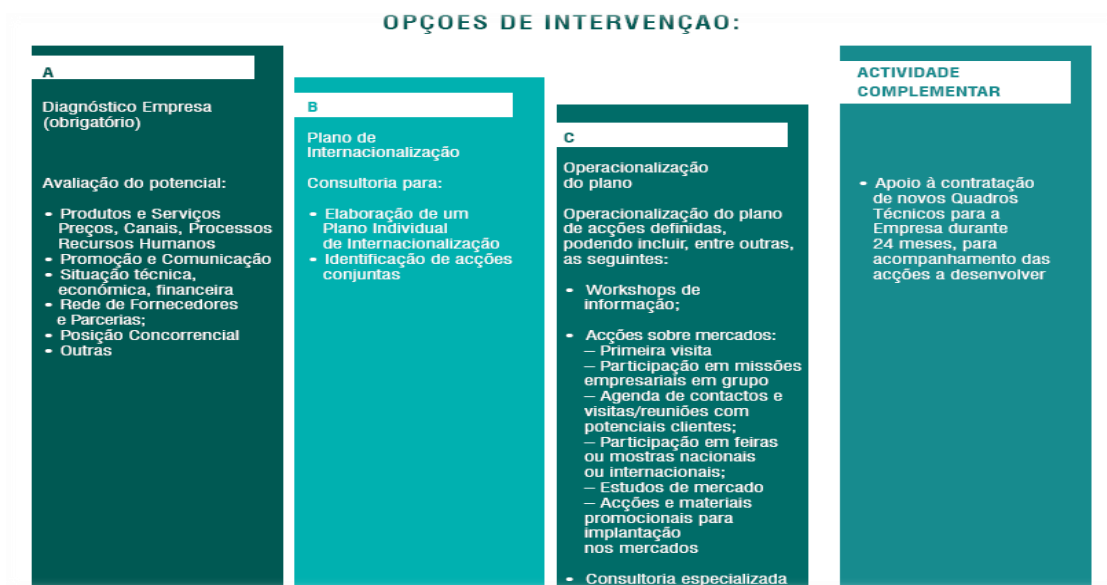 OPÇOES DE INTERVENÇAO:
A
Diagnóstico Empresa
(obrigatório)
Avaliação do potencial:
• Produtos e Serviços
Preços, Canais, Processos
Recursos Humanos
• Promoção e Comunicação
• Situação técnica,
económica, financeira
• Rede de Fornecedores
e Parcerias;
• Posição Concorrencial
• Outras
B
Plano de
Internacionalização
Consultoria para:
• Elaboração de um
Plano Individual
de Internacionalização
• Identificação de acções
conjuntas
C
Operacionalização
do plano
Operacionalização do plano
de acções definidas,
podendo incluir, entre outras,
as seguintes:
• Workshops de
informação;
• Acções sobre mercados:
– Primeira visita
– Participação em missões
empresariais em grupo
– Agenda de contactos e
visitas/reuniões com
potenciais clientes;
– Participação em feiras
ou mostras nacionais
ou internacionais;
– Estudos de mercado
– Acções e materiais
promocionais para
implantação
nos mercados
• Consultoria especializada
ACTIVIDADE
COMPLEMENTAR
• Apoio à contratação
de novos Quadros
Técnicos para a
Empresa durante
24 meses, para
acompanhamento das
acções a desenvolver